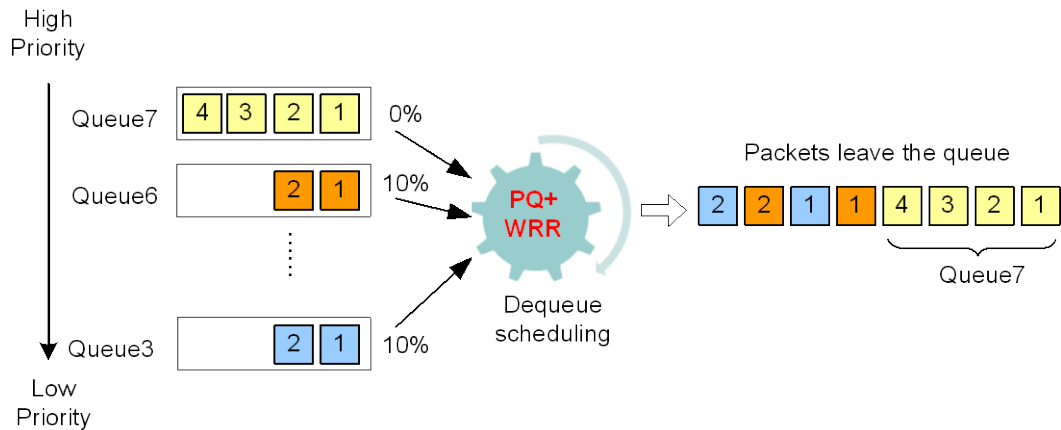 High
Priority
Queue7
4 3 2 1
0%
Queue6
2 1
10%
Queue3
2 1
10%
Low
Priority
PQ+
WRR
Dequeue
scheduling
Packets leave the queue
2 2 1 1 4 3 2 1
Queue7